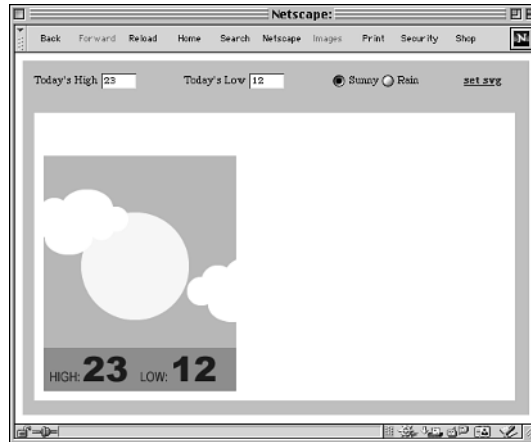 Netscape:
Back Forward Reload Home Search Netscape Images Print Security Shop N
Today's High 23 Today's Low 12 Sunny Rain set svg
HIGH: 23 LOW: 12